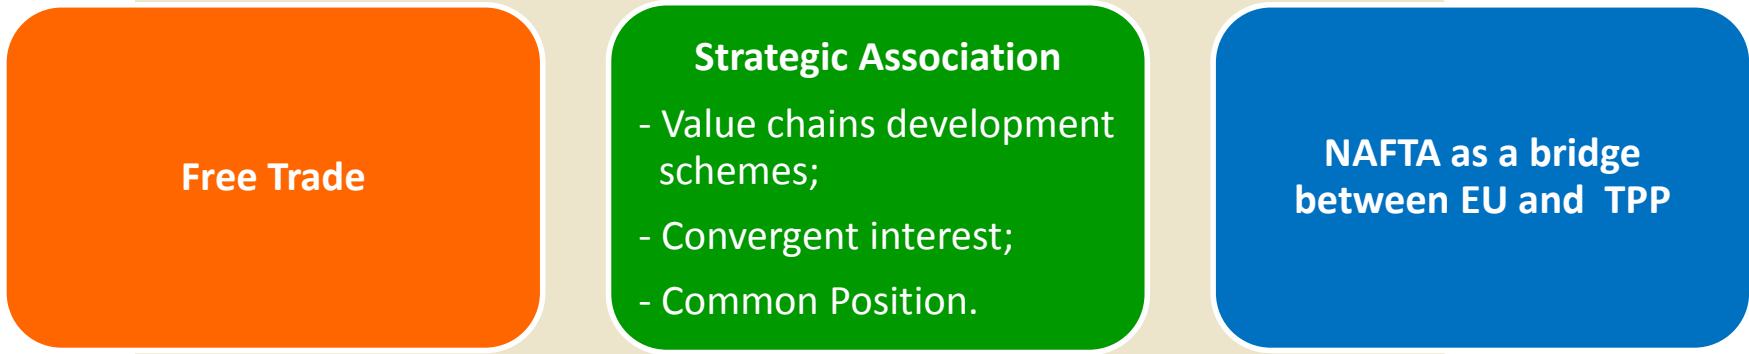 Free Trade
Strategic Association
- Value chains development
schemes;
- Convergent interest;
- Common Position.
NAFTA as a bridge
between EU and  TPP